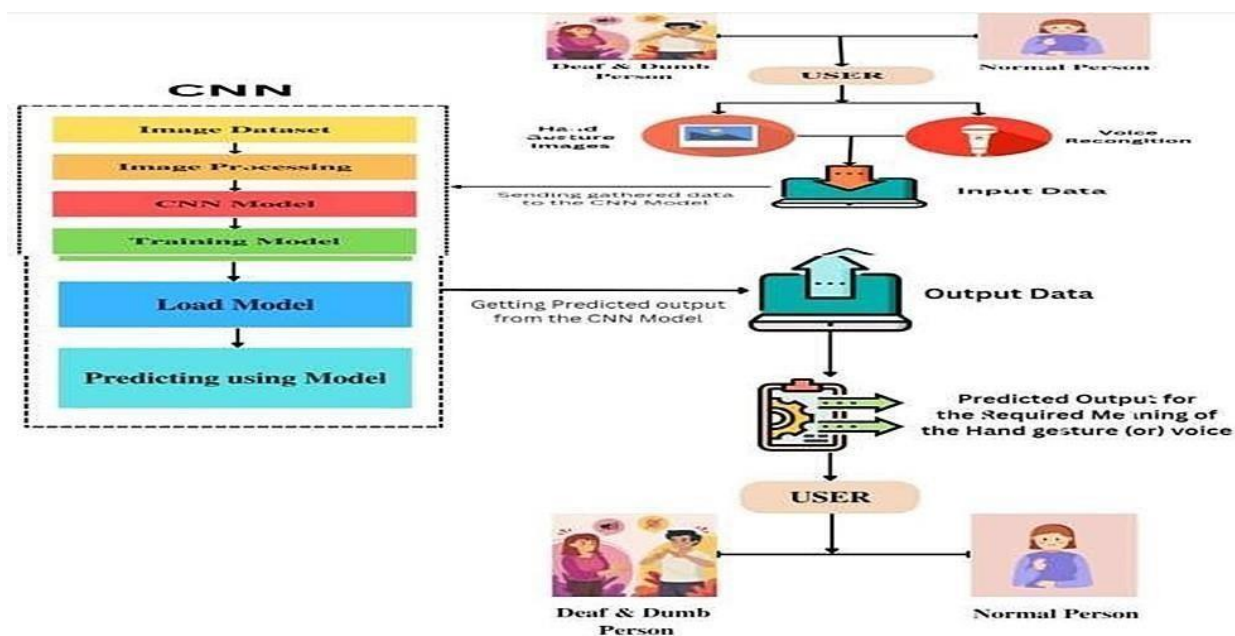 Deaf & Dumb
Person
Normal Person
USER
CNN
Image Dataset
Image Processing
CNN Model
Training Model
Load Model
Predicting using Model
Hand
Gusture
Images
Voice
Recongition
Input Data
Sending gathered data
to the CNN Model
Getting Predicted output
from the CNN Model
Output Data
Predicted Output for
the Required Meaning of
the Hand gesture (or) voice
USER
Deaf & Dumb
Person
Normal Person